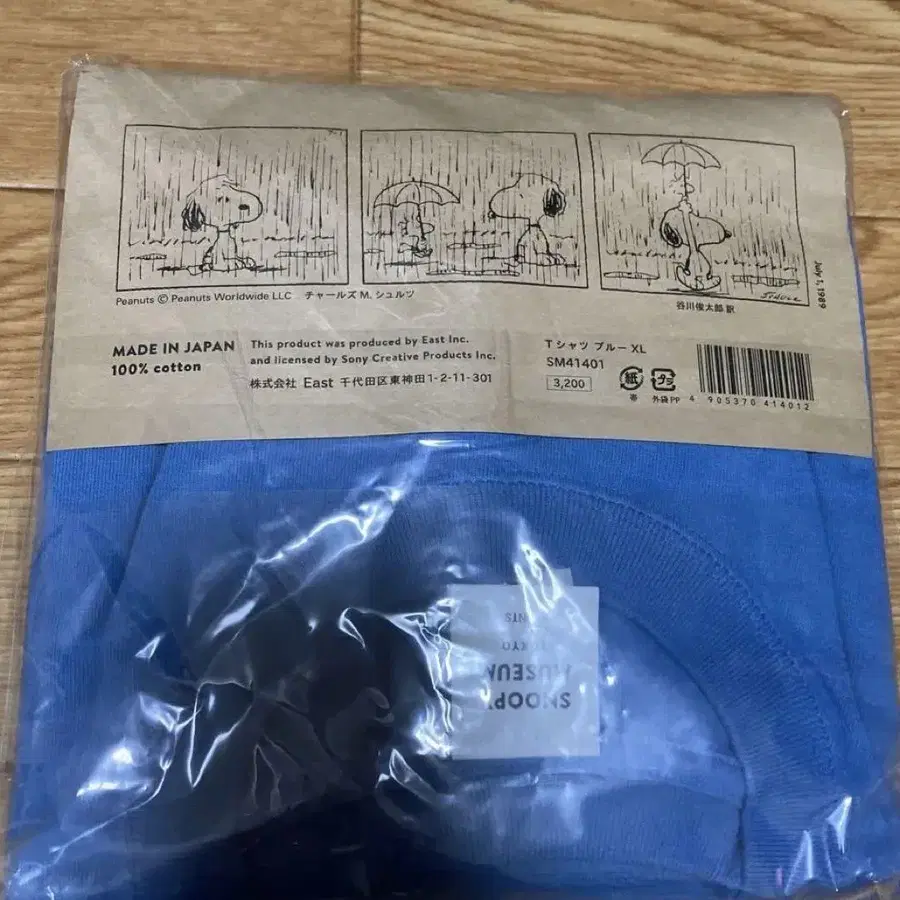 Peanuts © Peanuts Worldwide LLC チャールズ M. シュルツ
谷川俊太郎 訳
July, 1, 1989
MADE IN JAPAN
100% cotton
This product was produced by East Inc.
and licensed by Sony Creative Products Inc.
株式会社 East 千代田区東神田1-2-11-301
Tシャツ ブルー XL
SM41401
3,200
紙
帯
プラ
外袋 PP
4 905370 414012
SNOOPY
MUSEUM
TOKYO